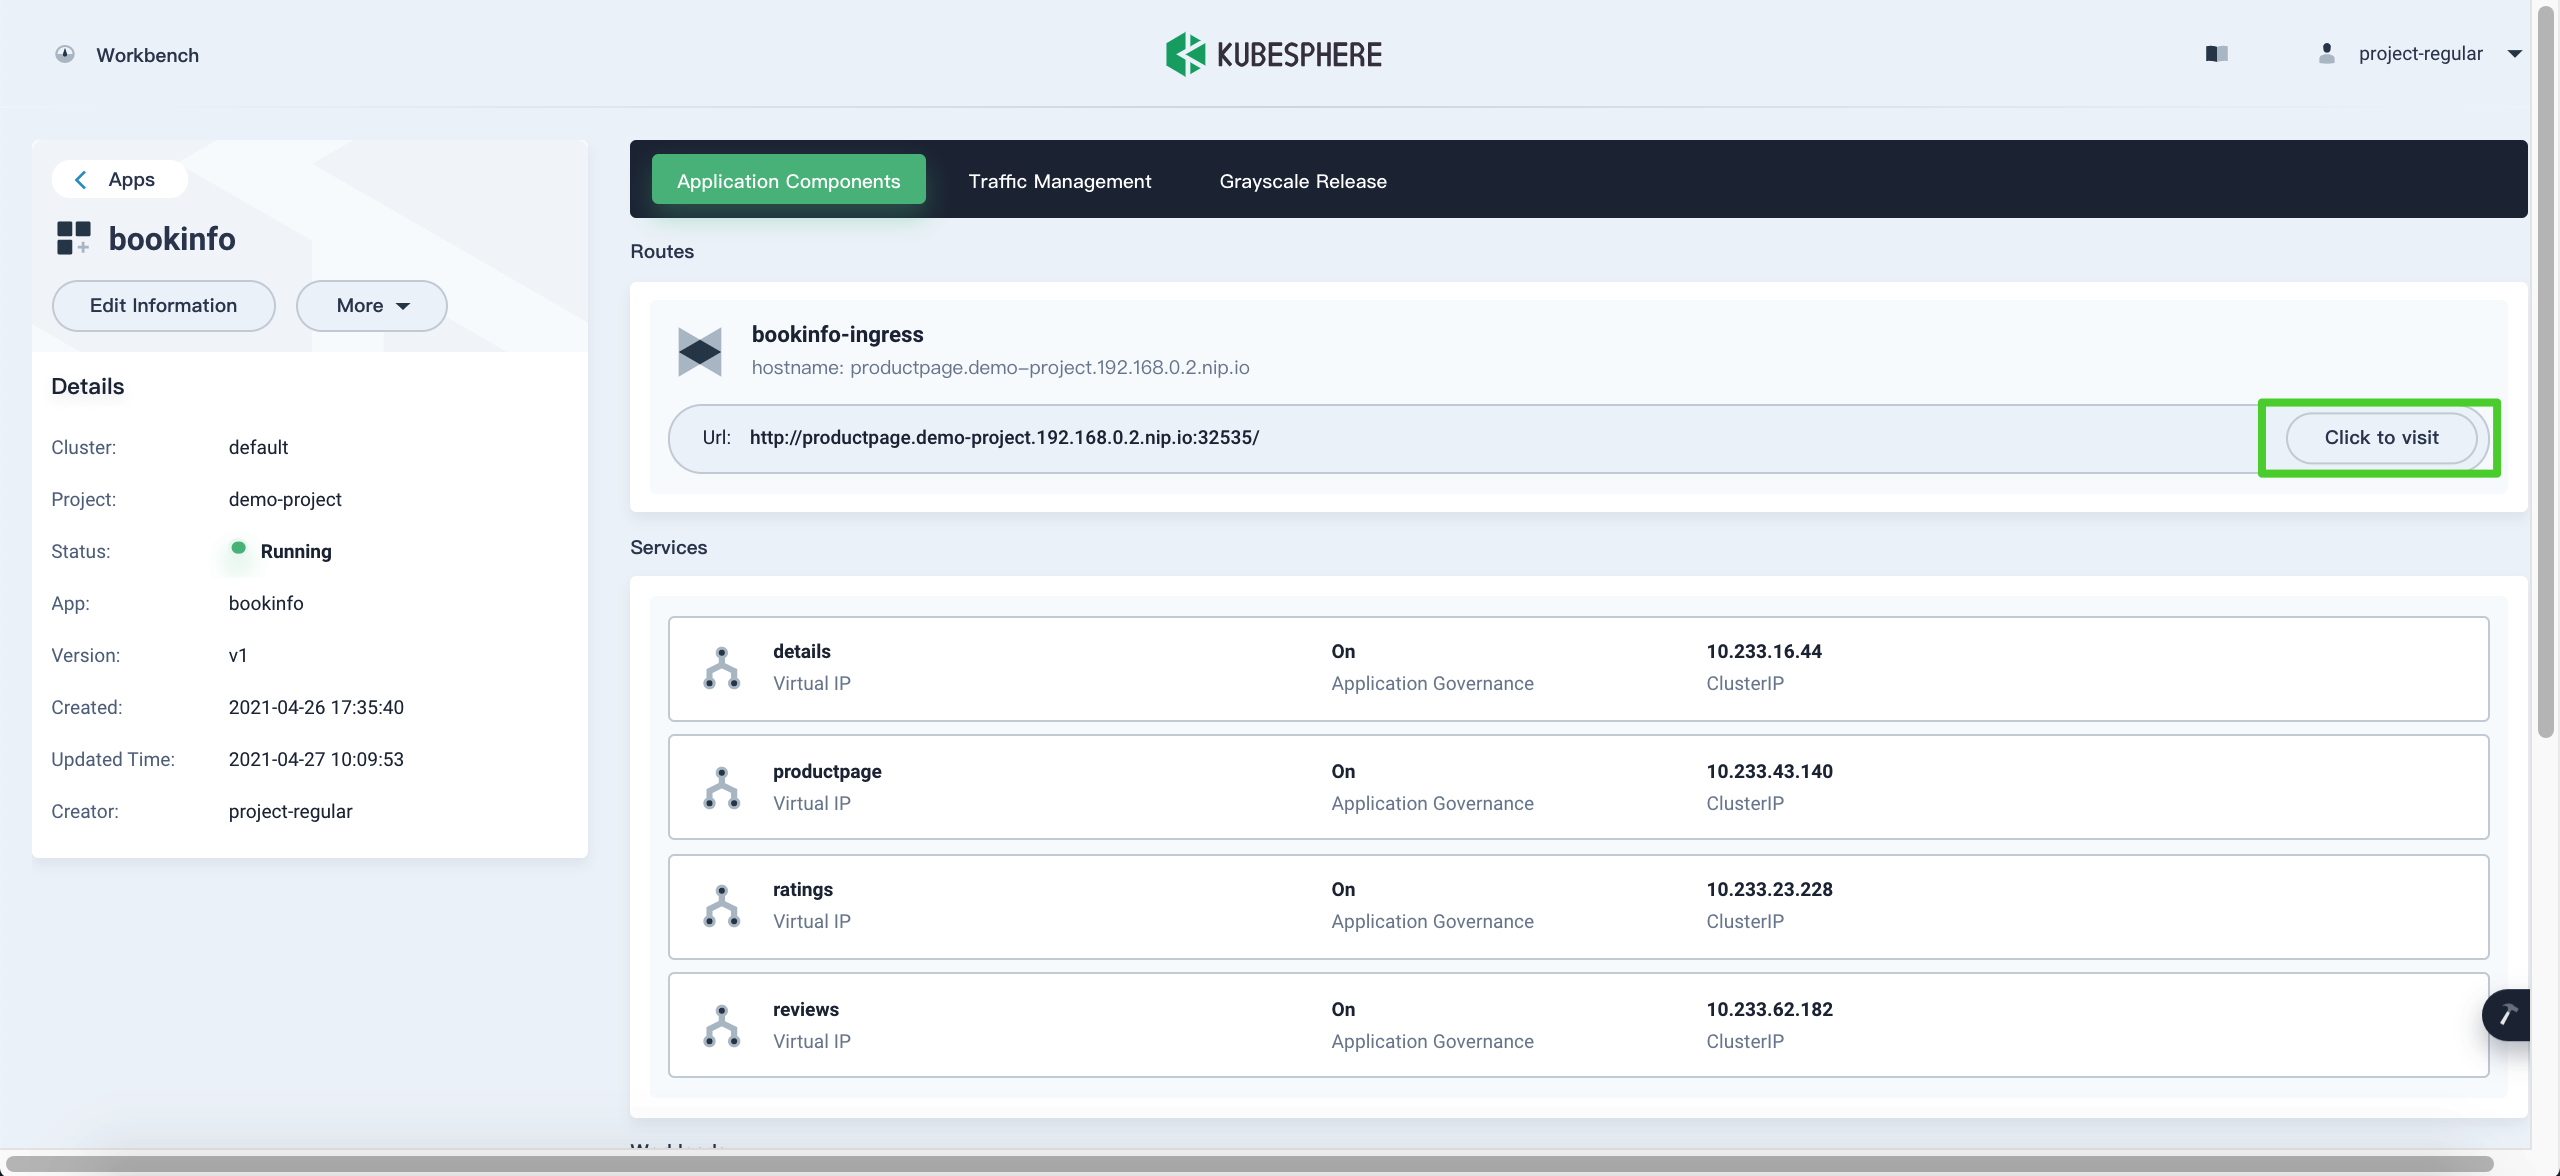 Workbench
KUBESPHERE
project-regular
Apps
bookinfo
Edit Information
More
Details
Cluster: default
Project: demo-project
Status: Running
App: bookinfo
Version: v1
Created: 2021-04-26 17:35:40
Updated Time: 2021-04-27 10:09:53
Creator: project-regular
Application Components
Traffic Management
Grayscale Release
Routes
bookinfo-ingress
hostname: productpage.demo-project.192.168.0.2.nip.io
Url: http://productpage.demo-project.192.168.0.2.nip.io:32535/
Click to visit
Services
details On 10.233.16.44
Virtual IP Application Governance ClusterIP
productpage On 10.233.43.140
Virtual IP Application Governance ClusterIP
ratings On 10.233.23.228
Virtual IP Application Governance ClusterIP
reviews On 10.233.62.182
Virtual IP Application Governance ClusterIP